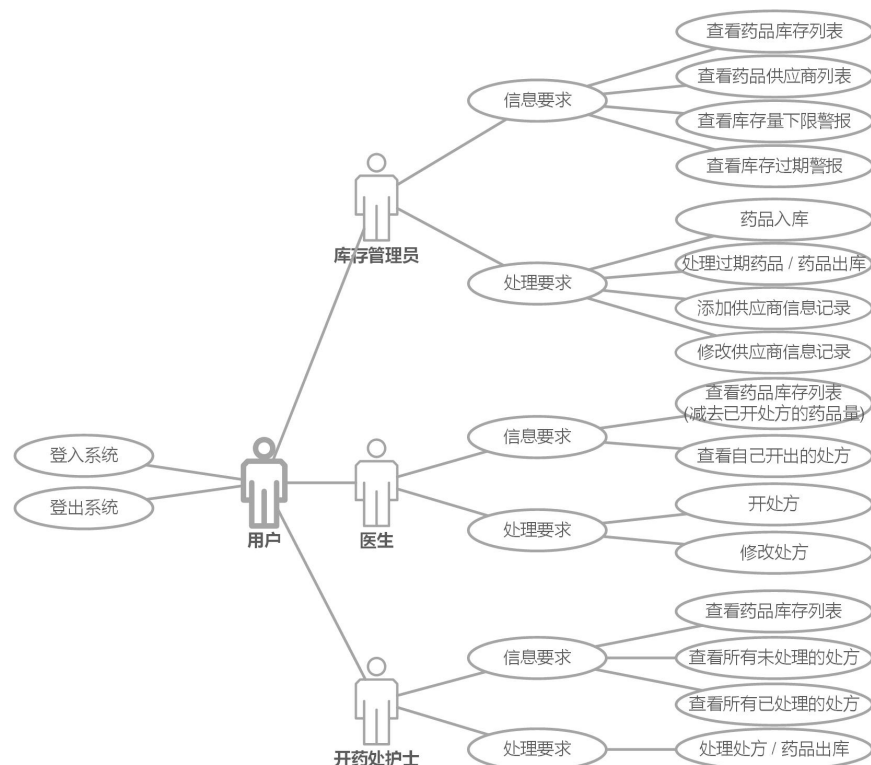 查看药品库存列表
查看药品供应商列表
信息要求
查看库存量下限警报
查看库存过期警报
库存管理员
药品入库
处理过期药品 / 药品出库
处理要求
添加供应商信息记录
修改供应商信息记录
查看药品库存列表
(减去已开处方的药品量)
信息要求
查看自己开出的处方
登入系统
登出系统
用户
医生
开处方
处理要求
修改处方
查看药品库存列表
信息要求
查看所有未处理的处方
查看所有已处理的处方
开药处护士
处理要求
处理处方 / 药品出库